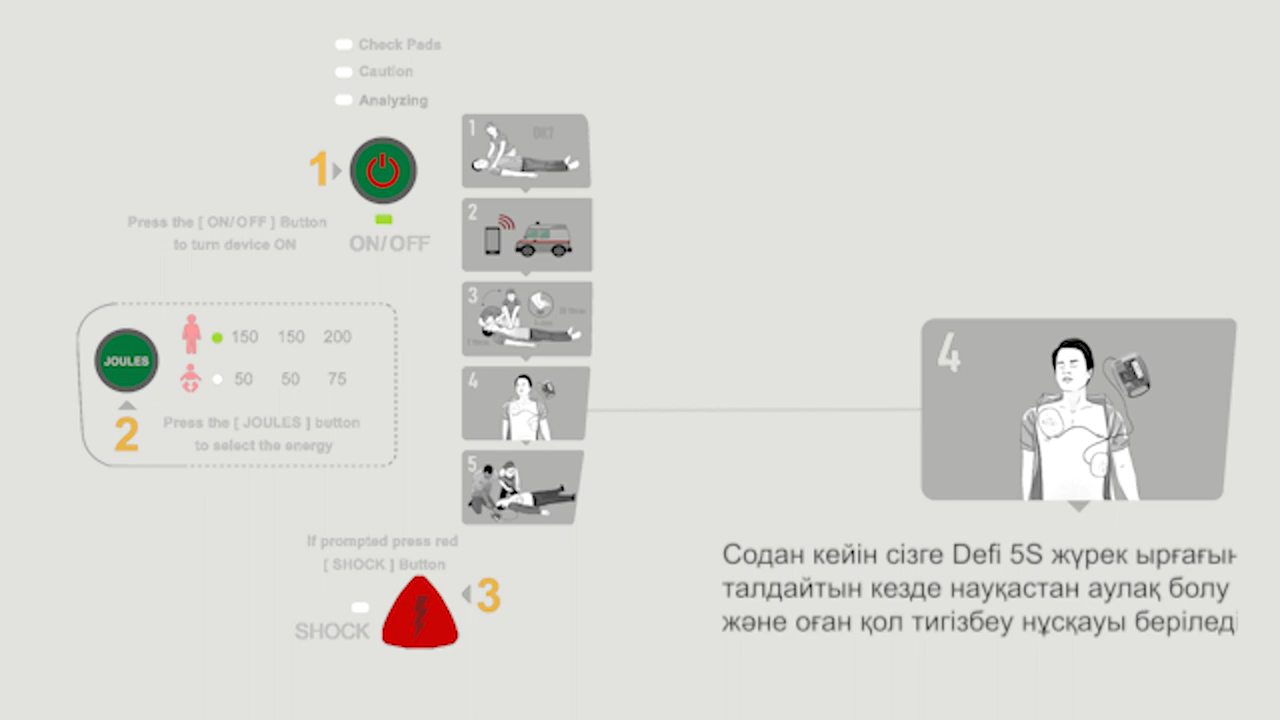 Check Pads
Caution
Analyzing
1
Press the [ ON/OFF ] Button
to turn device ON
ON/OFF
JOULES
150 150 200
50 50 75
2
Press the [ JOULES ] button
to select the energy
If prompted press red
[ SHOCK ] Button
3
SHOCK
1
2
3
4
5
4
Содан кейін сізге Defi 5S жүрек ырғағын
талдайтын кезде науқастан аулақ болу
және оған қол тигізбеу нұсқауы беріледі